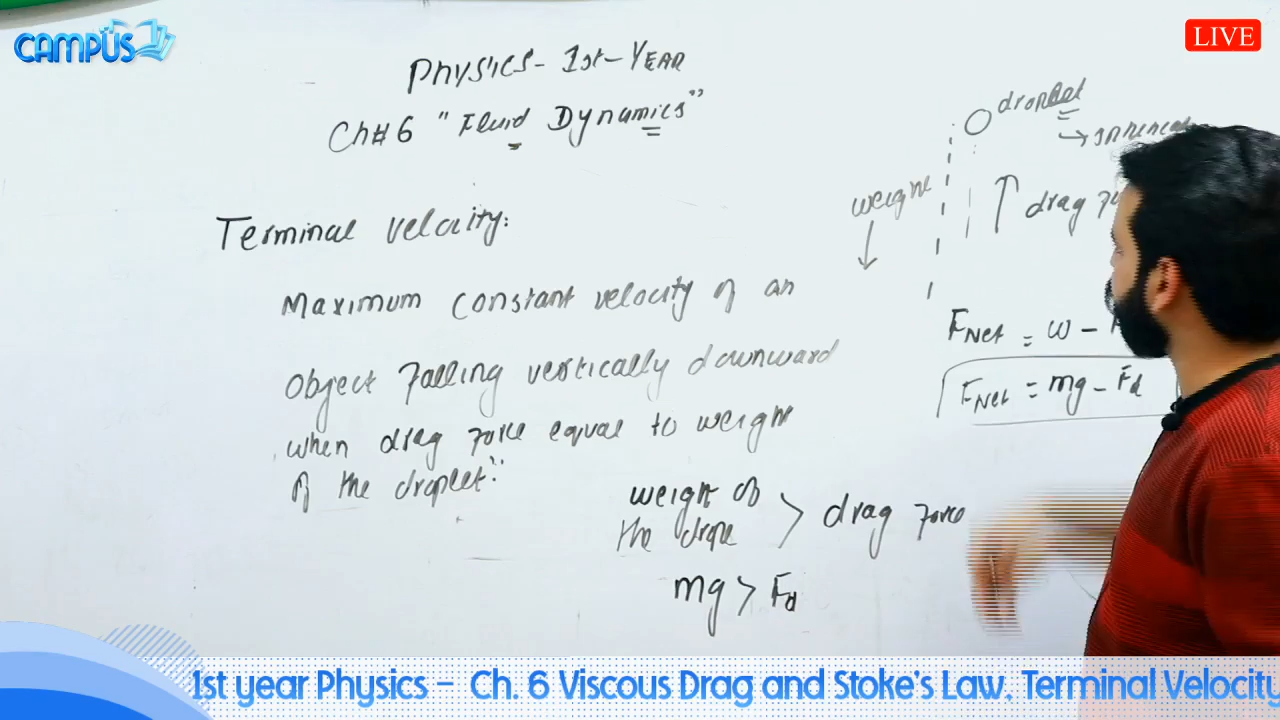 CAMPUS
LIVE
Physics - 1st - YEAR
Ch# 6 "Fluid Dynamics"
droplet
weight
drag
Terminal velocity:
Maximum constant velocity of an
object falling vertically downward
when drag force equal to weight
of the droplet"
FNet = w -
FNet = mg - Fd
weight of
the drope > drag force
mg > Fd
1st year Physics - Ch. 6 Viscous Drag and Stoke's Law, Terminal Velocity